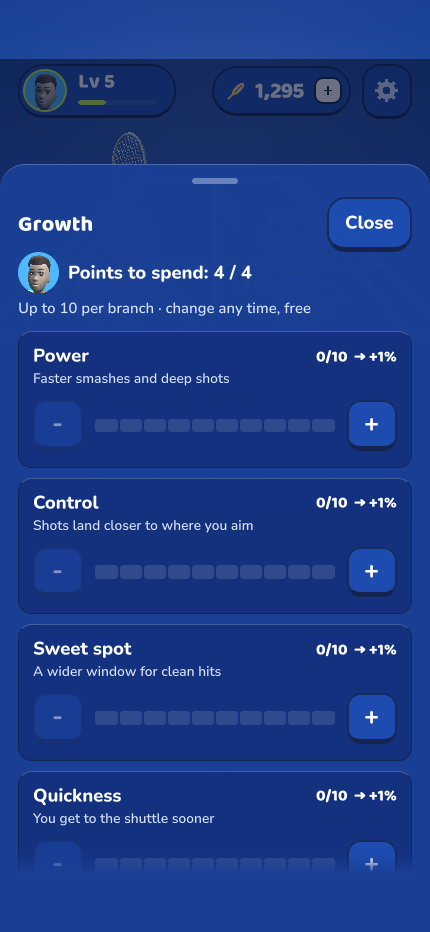 Lv 5
1,295
+
Growth
Close
Points to spend: 4 / 4
Up to 10 per branch · change any time, free
Power
0/10 → +1%
Faster smashes and deep shots
-
+
Control
0/10 → +1%
Shots land closer to where you aim
-
+
Sweet spot
0/10 → +1%
A wider window for clean hits
-
+
Quickness
0/10 → +1%
You get to the shuttle sooner
-
+